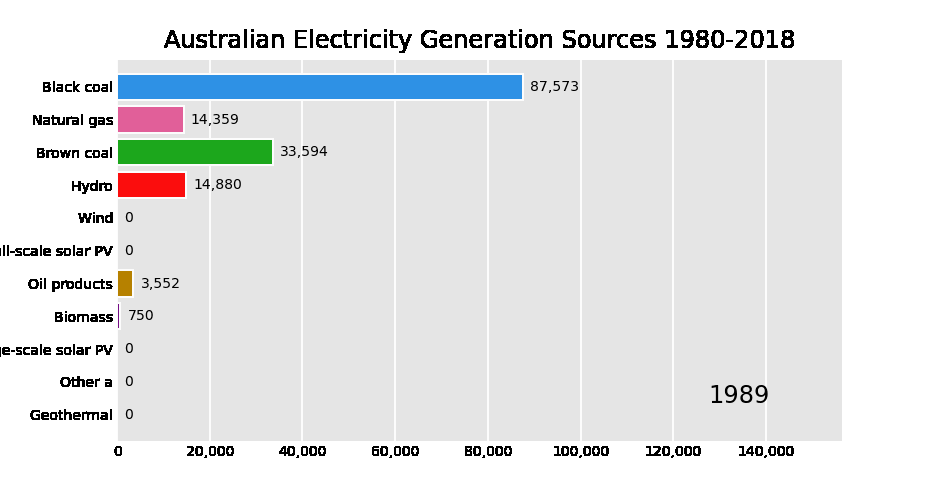 Australian Electricity Generation Sources 1980-2018
Black coal 87,573
Natural gas 14,359
Brown coal 33,594
Hydro 14,880
Wind 0
ll-scale solar PV 0
Oil products 3,552
Biomass 750
e-scale solar PV 0
Other a 0
1989
Geothermal 0
0 20,000 40,000 60,000 80,000 100,000 120,000 140,000